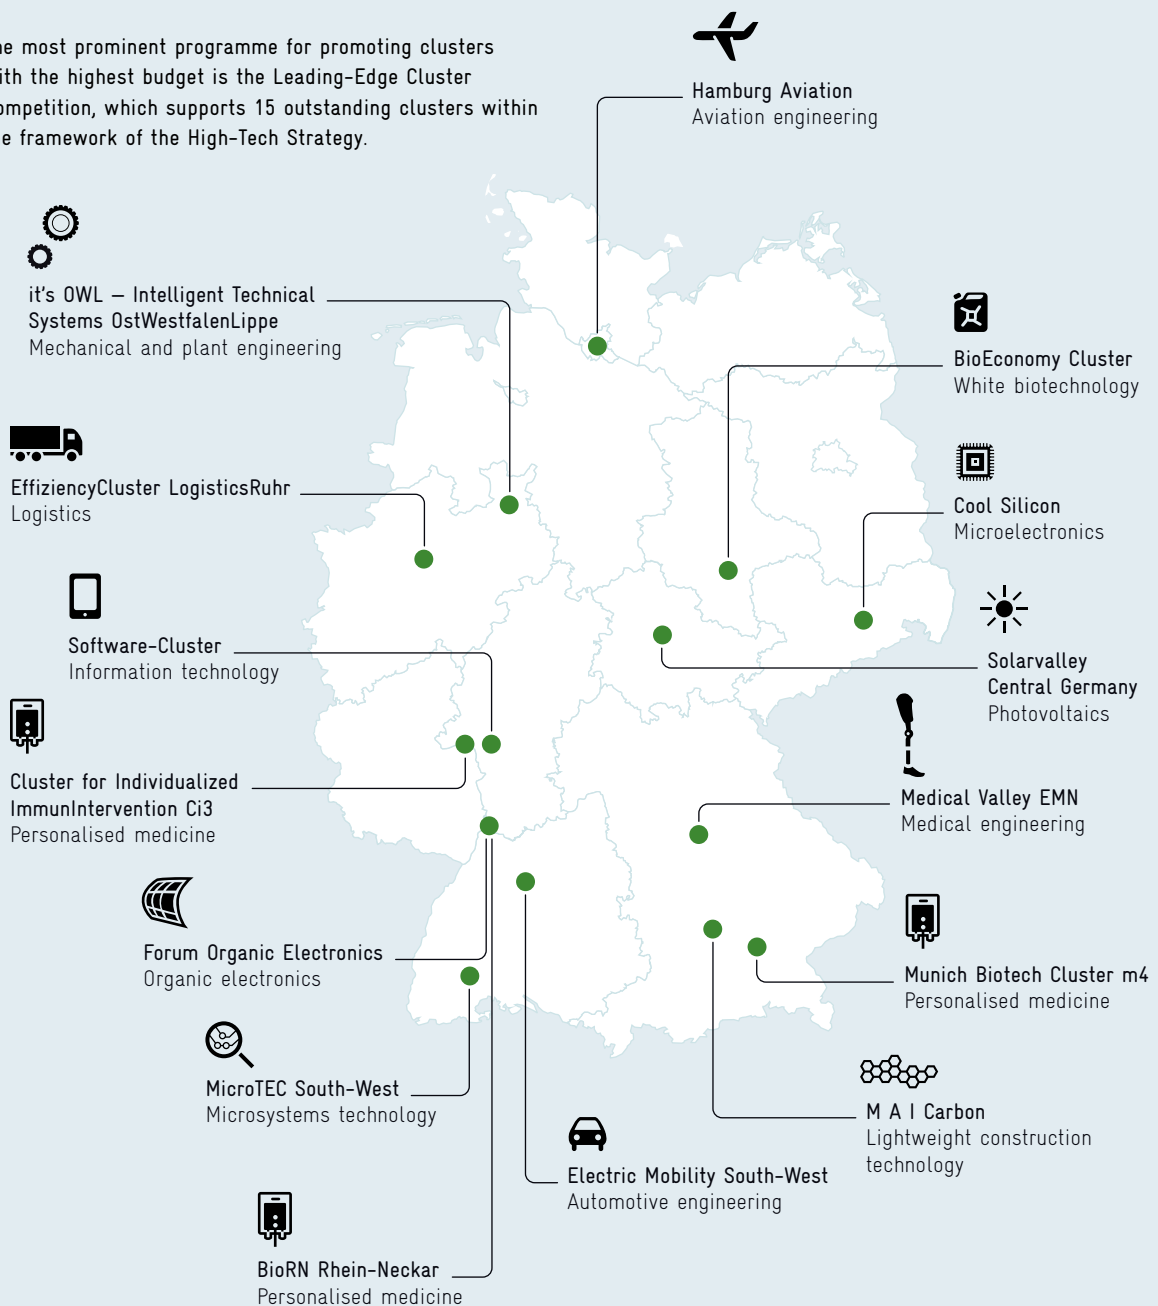 he most prominent programme for promoting clusters
ith the highest budget is the Leading-Edge Cluster
ompetition, which supports 15 outstanding clusters within
e framework of the High-Tech Strategy.
Hamburg Aviation
Aviation engineering
it's OWL – Intelligent Technical
Systems OstWestfalenLippe
Mechanical and plant engineering
BioEconomy Cluster
White biotechnology
EffiziencyCluster LogisticsRuhr
Logistics
Cool Silicon
Microelectronics
Software-Cluster
Information technology
Solarvalley
Central Germany
Photovoltaics
Cluster for Individualized
ImmunIntervention Ci3
Personalised medicine
Medical Valley EMN
Medical engineering
Forum Organic Electronics
Organic electronics
Munich Biotech Cluster m4
Personalised medicine
MicroTEC South-West
Microsystems technology
M A I Carbon
Lightweight construction
technology
Electric Mobility South-West
Automotive engineering
BioRN Rhein-Neckar
Personalised medicine